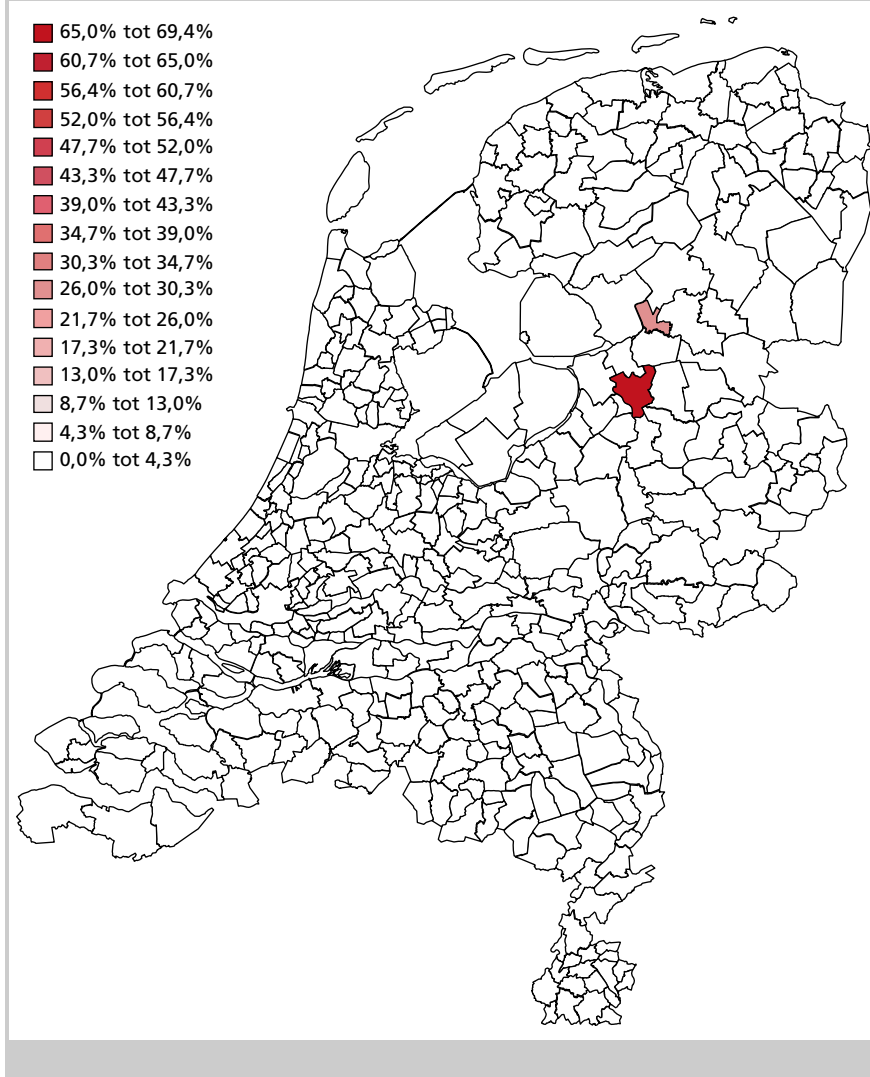 65,0% tot 69,4%
60,7% tot 65,0%
56,4% tot 60,7%
52,0% tot 56,4%
47,7% tot 52,0%
43,3% tot 47,7%
39,0% tot 43,3%
34,7% tot 39,0%
30,3% tot 34,7%
26,0% tot 30,3%
21,7% tot 26,0%
17,3% tot 21,7%
13,0% tot 17,3%
8,7% tot 13,0%
4,3% tot 8,7%
0,0% tot 4,3%